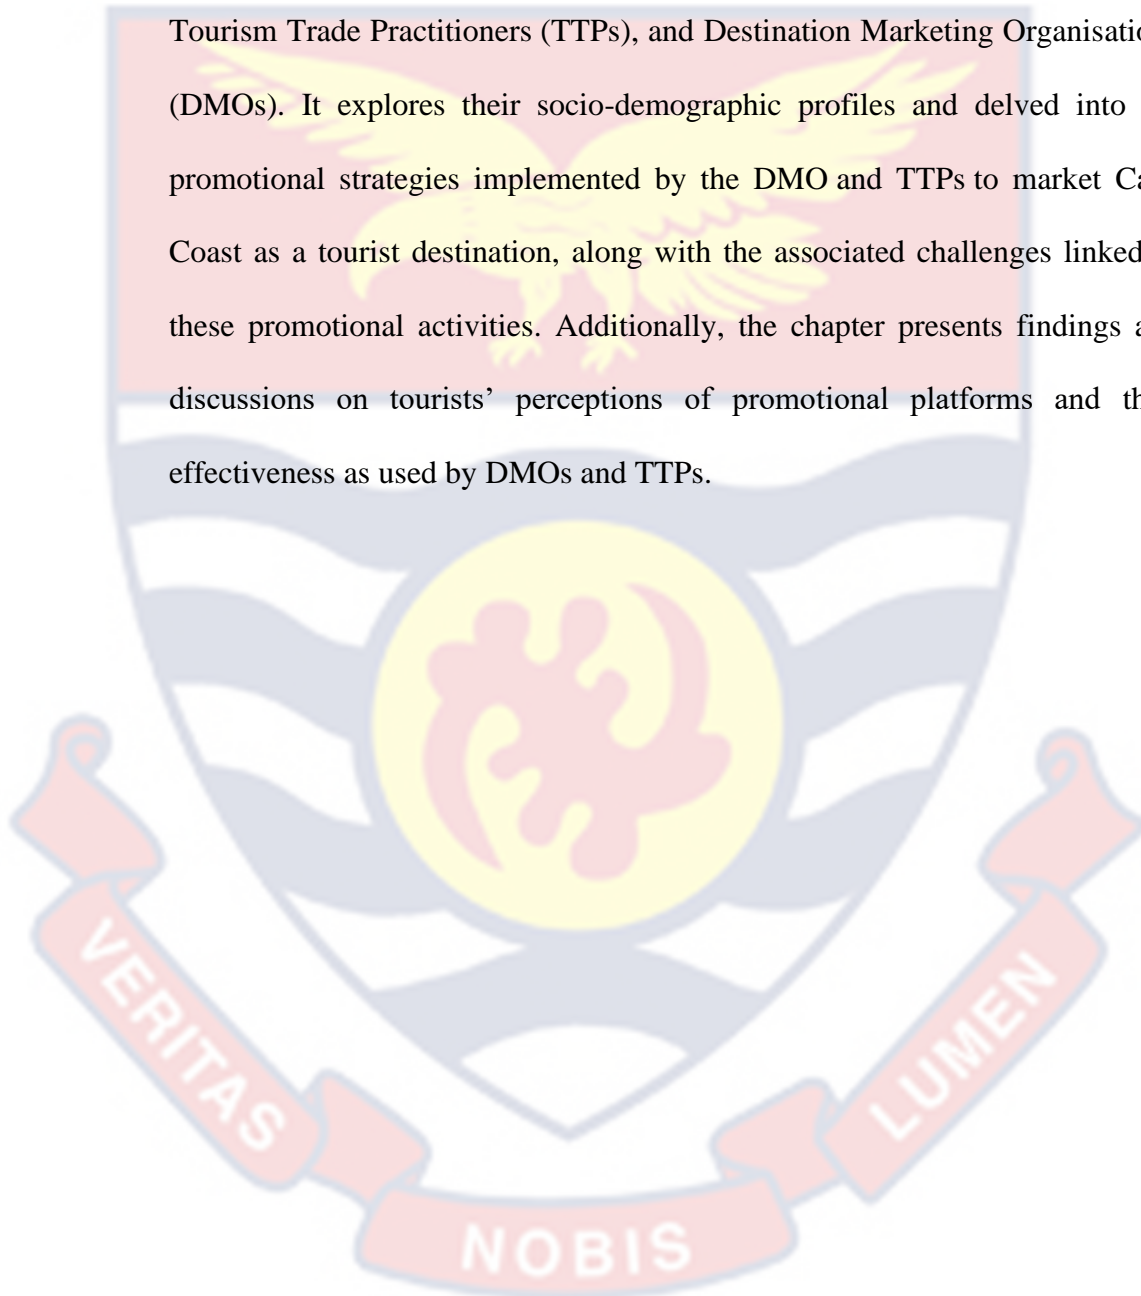 Tourism Trade Practitioners (TTPs), and Destination Marketing Organisatio
(DMOs). It explores their socio-demographic profiles and delved into
promotional strategies implemented by the DMO and TTPs to market Ca
Coast as a tourist destination, along with the associated challenges linked
these promotional activities. Additionally, the chapter presents findings a
discussions on tourists’ perceptions of promotional platforms and th
effectiveness as used by DMOs and TTPs.
VERITAS
NOBIS
LUMEN